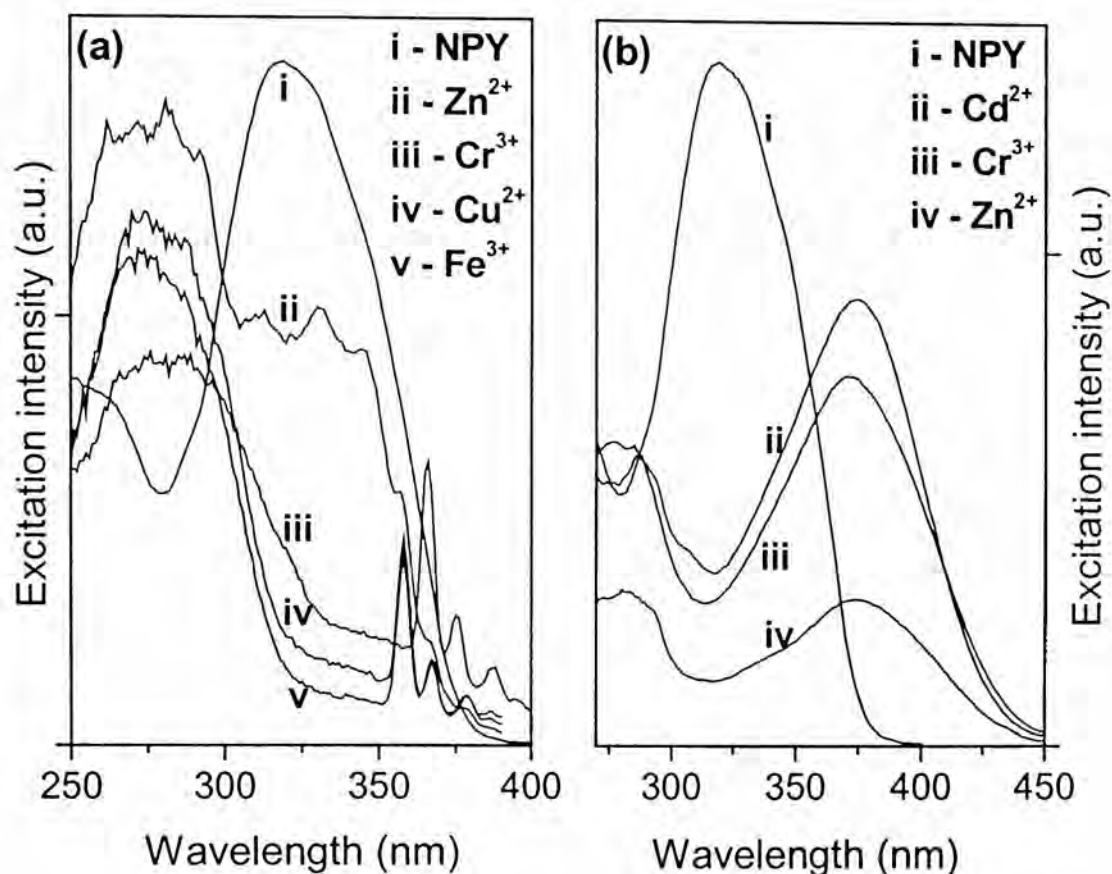 (a)
i - NPY
ii - Zn²⁺
iii - Cr³⁺
iv - Cu²⁺
v - Fe³⁺
i
ii
iii
iv
v
Excitation intensity (a.u.)
250 300 350 400
Wavelength (nm)
(b)
i - NPY
ii - Cd²⁺
iii - Cr³⁺
iv - Zn²⁺
i
ii
iii
iv
300 350 400 450
Wavelength (nm)
Excitation intensity (a.u.)